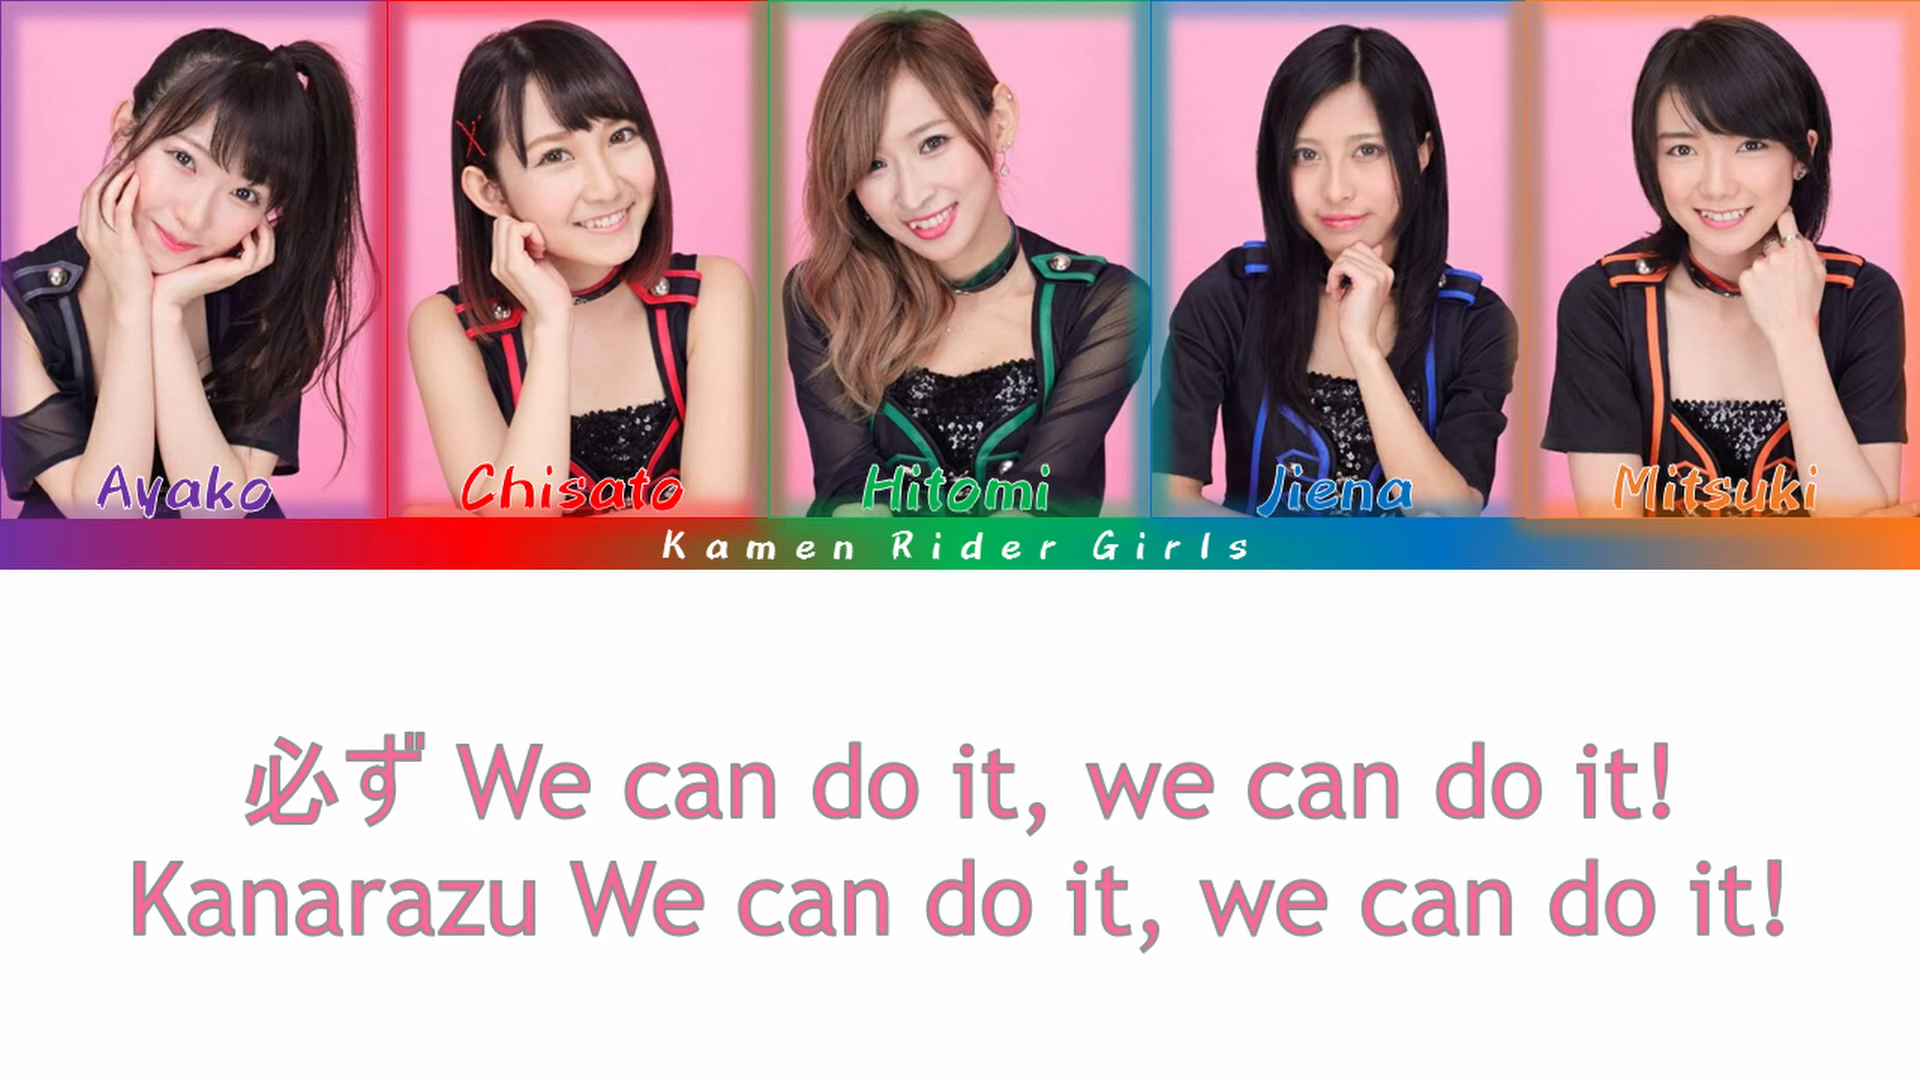 Ayako
Chisato
Hitomi
Jiena
Mitsuki
Kamen Rider Girls
必ず We can do it, we can do it!
Kanarazu We can do it, we can do it!